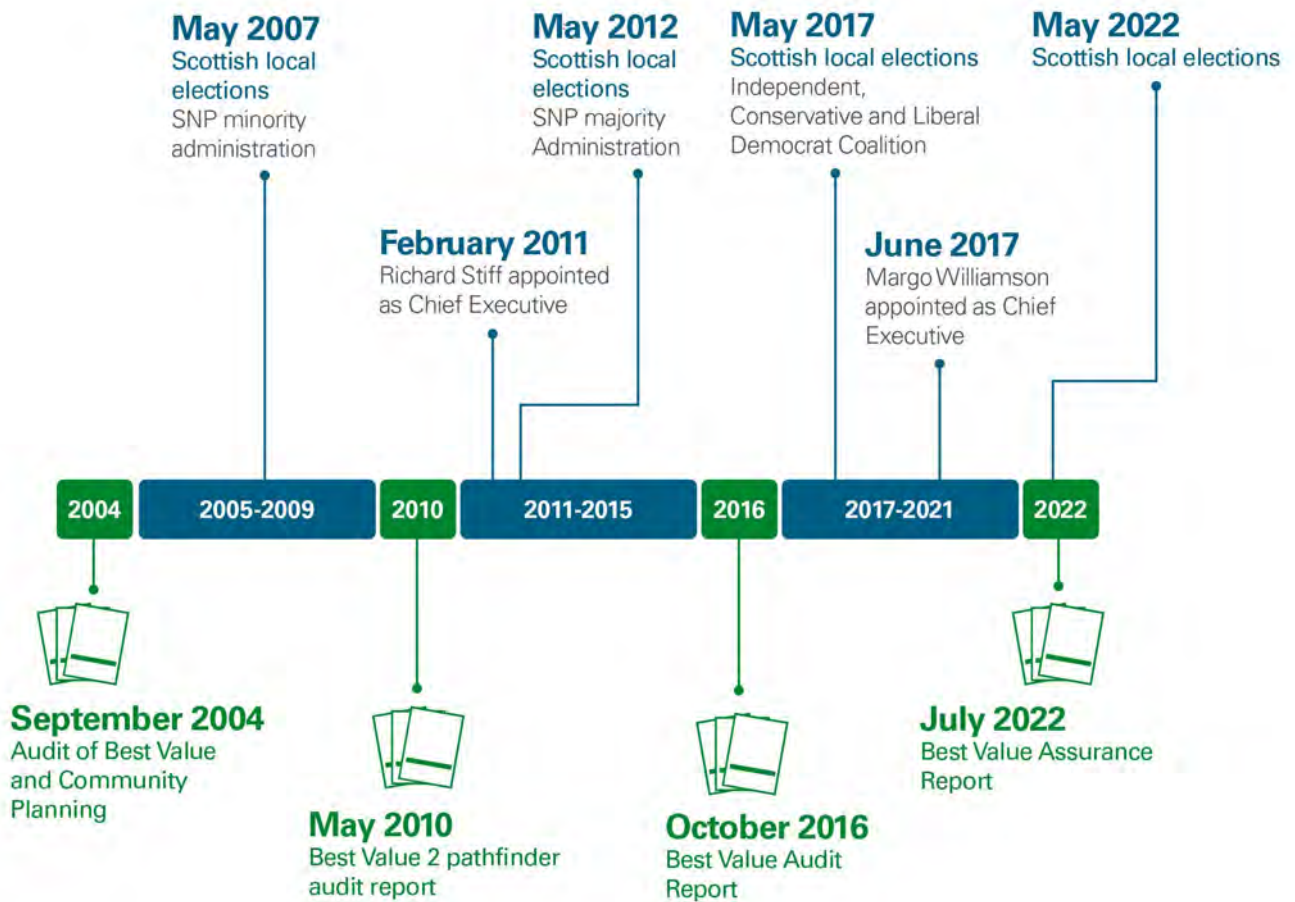 May 2007
Scottish local
elections
SNP minority
administration
May 2012
Scottish local
elections
SNP majority
Administration
May 2017
Scottish local elections
Independent,
Conservative and Liberal
Democrat Coalition
May 2022
Scottish local elections
February 2011
Richard Stiff appointed
as Chief Executive
June 2017
Margo Williamson
appointed as Chief
Executive
2004
2005-2009
2010
2011-2015
2016
2017-2021
2022
September 2004
Audit of Best Value
and Community
Planning
May 2010
Best Value 2 pathfinder
audit report
October 2016
Best Value Audit
Report
July 2022
Best Value Assurance
Report